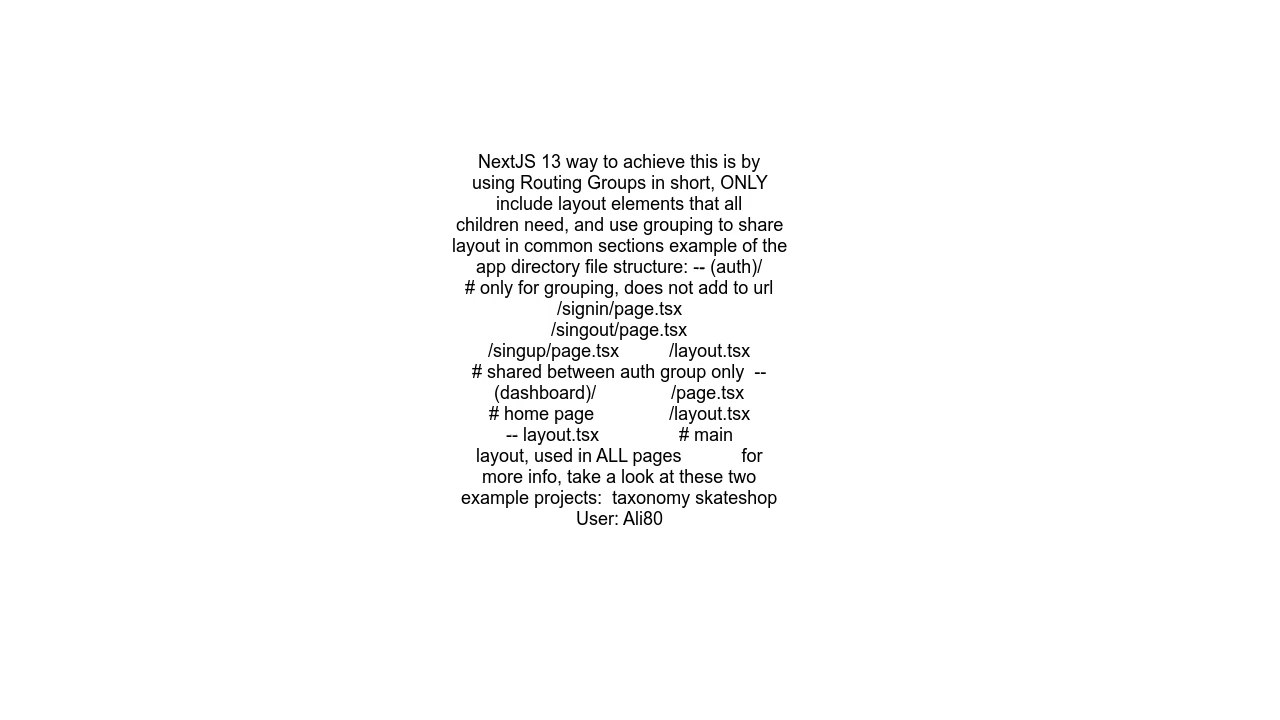 NextJS 13 way to achieve this is by
using Routing Groups in short, ONLY
include layout elements that all
children need, and use grouping to share
layout in common sections example of the
app directory file structure: -- (auth)/
# only for grouping, does not add to url
/signin/page.tsx
/singout/page.tsx
/singup/page.tsx          /layout.tsx
# shared between auth group only  --
(dashboard)/               /page.tsx
# home page               /layout.tsx
-- layout.tsx                # main
layout, used in ALL pages            for
more info, take a look at these two
example projects:  taxonomy skateshop
User: Ali80